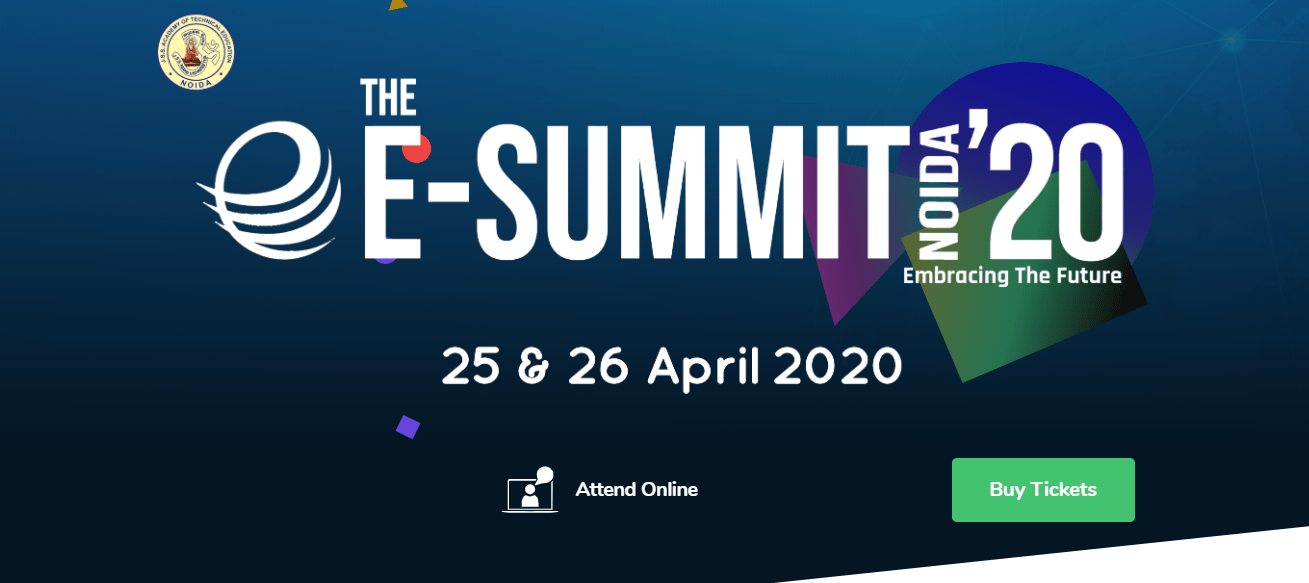 J.S.S. ACADEMY OF TECHNICAL EDUCATION
NOIDA
THE
E-SUMMIT NOIDA '20
Embracing The Future
25 & 26 April 2020
Attend Online
Buy Tickets